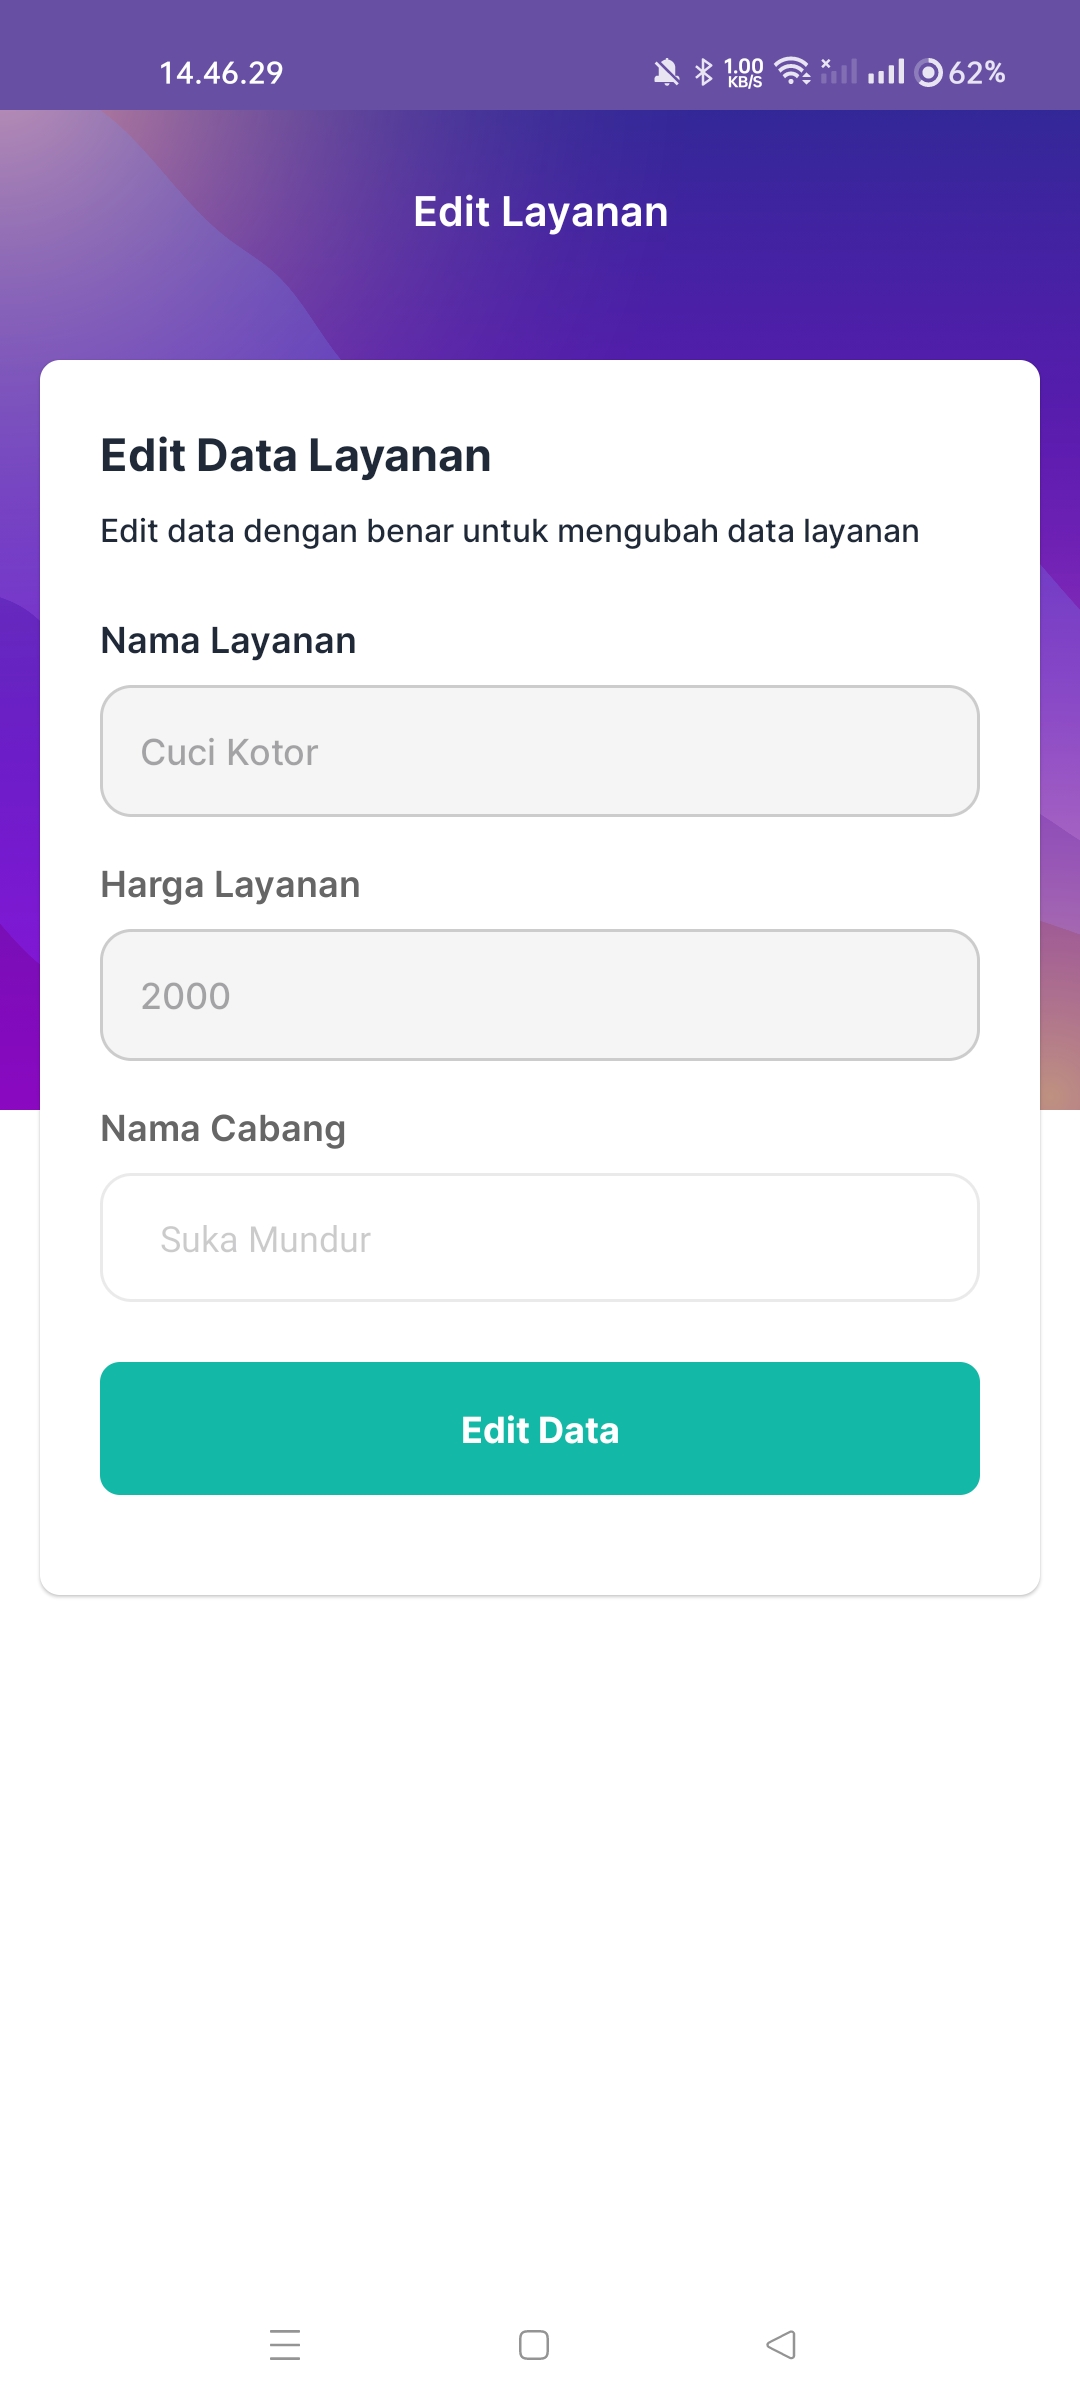 14.46.29
1.00
KB/S
62%
Edit Layanan
Edit Data Layanan
Edit data dengan benar untuk mengubah data layanan
Nama Layanan
Cuci Kotor
Harga Layanan
2000
Nama Cabang
Suka Mundur
Edit Data